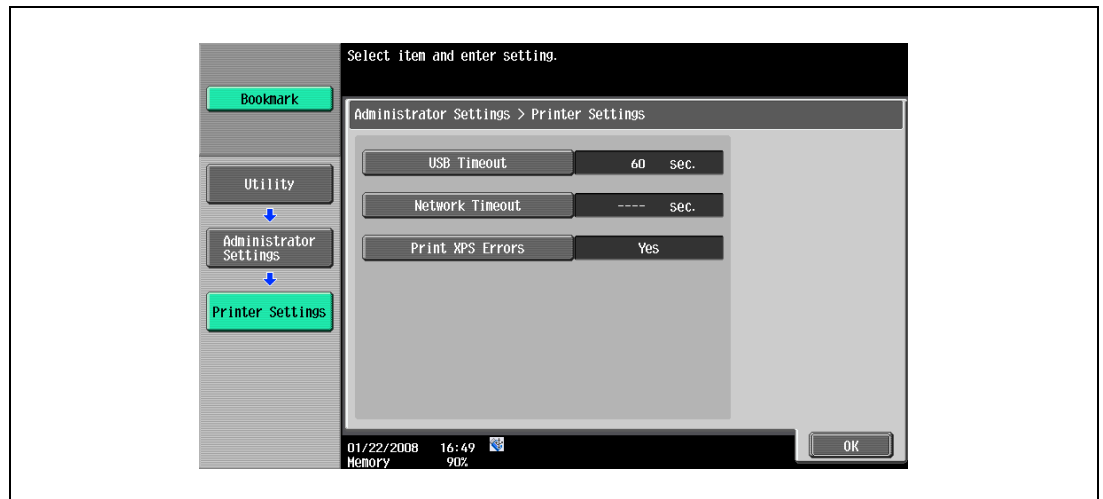 Select item and enter setting.
Bookmark
Administrator Settings > Printer Settings
USB Timeout 60 sec.
Utility
Network Timeout ---- sec.
Administrator
Settings
Print XPS Errors Yes
Printer Settings
01/22/2008 16:49
Memory 90%
OK